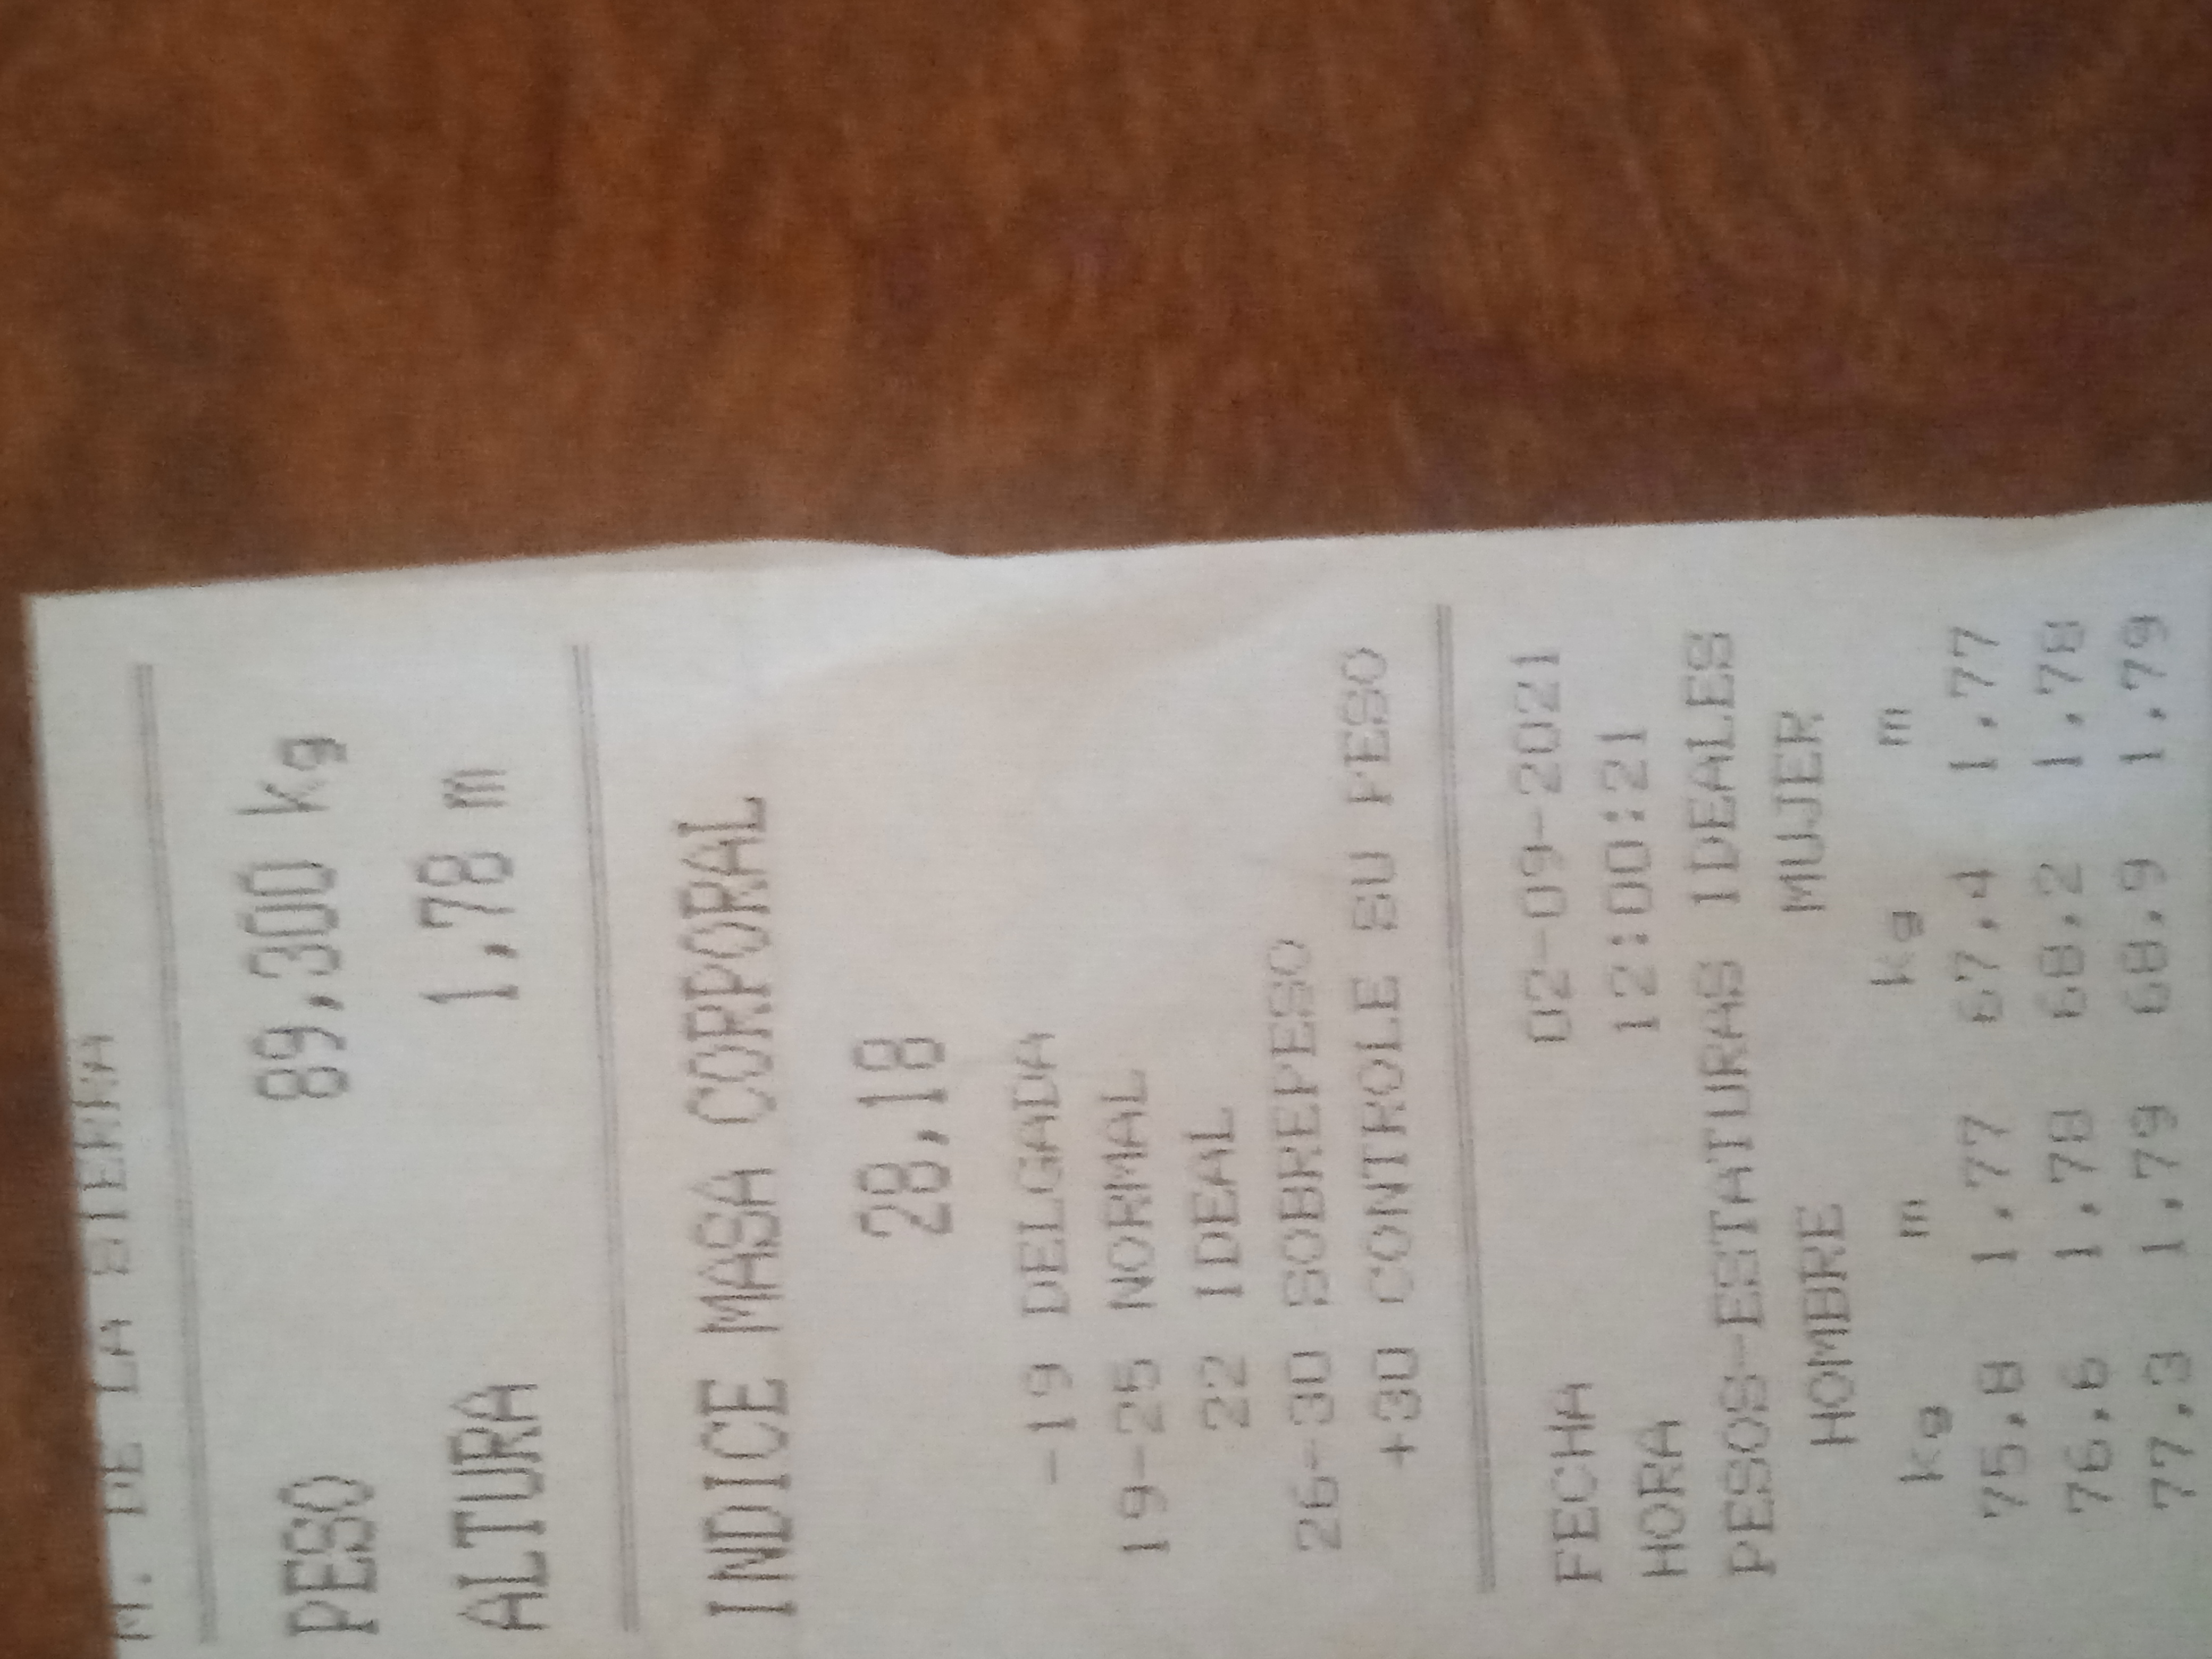 M. DE LA
PESO 89,300 kg
ALTURA 1,78 m
INDICE MASA CORPORAL
28,18
-19 DELGADA
19-25 NORMAL
22 IDEAL
26-30 SOBREPESO
+30 CONTROLE SU PESO
FECHA 02-09-2021
HORA 12:00:21
PESOS-ESTATURAS IDEALES
HOMBRE MUJER
kg m kg m
75,8 1,77 67,4 1,77
76,6 1,78 68,2 1,78
77,3 1,79 68,9 1,79